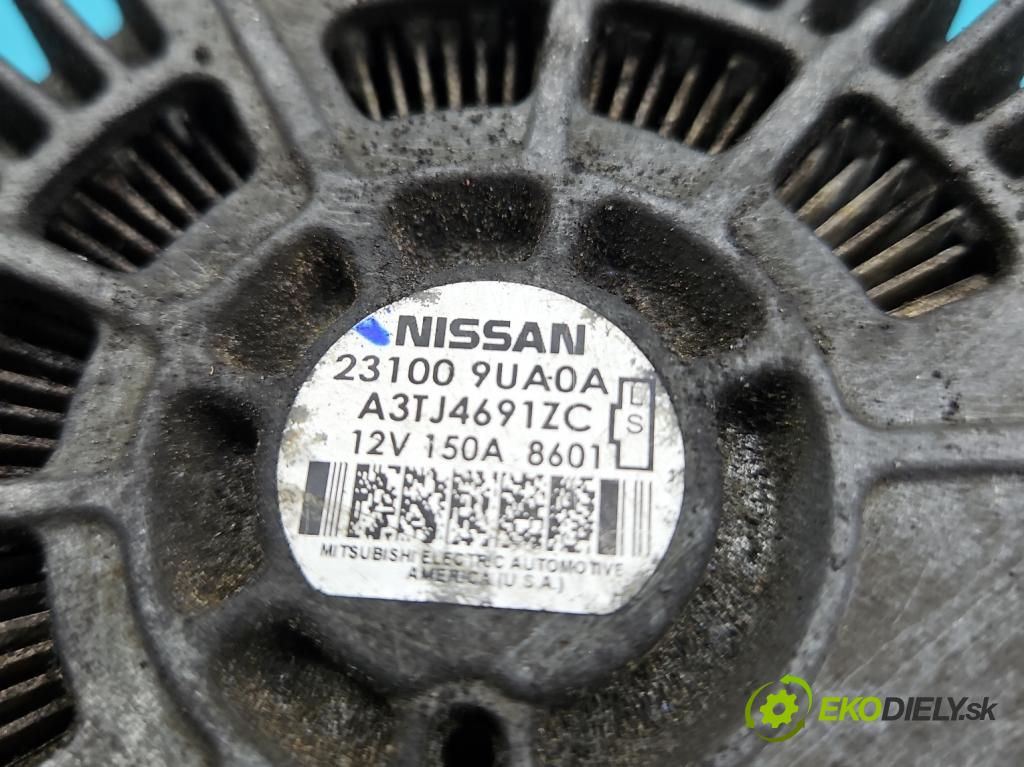 NISSAN
23100 9UA0A
A3TJ4691ZC
12V 150A 8601
L
S
MITSUBISHI ELECTRIC AUTOMOTIVE
AMERICA (U.S.A.)
EKODIELY.sk